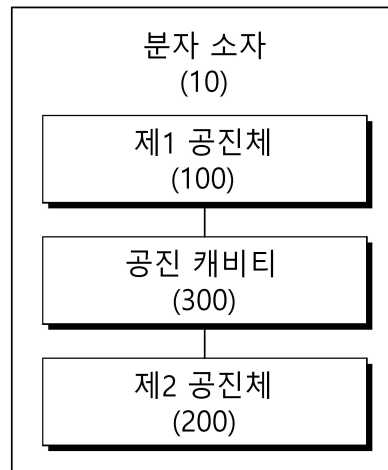 분자 소자
(10)
제1 공진체
(100)
공진 캐비티
(300)
제2 공진체
(200)